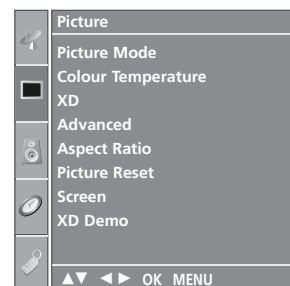 Picture
Picture Mode
Colour Temperature
XD
Advanced
Aspect Ratio
Picture Reset
Screen
XD Demo
▲▼ ◄► OK MENU